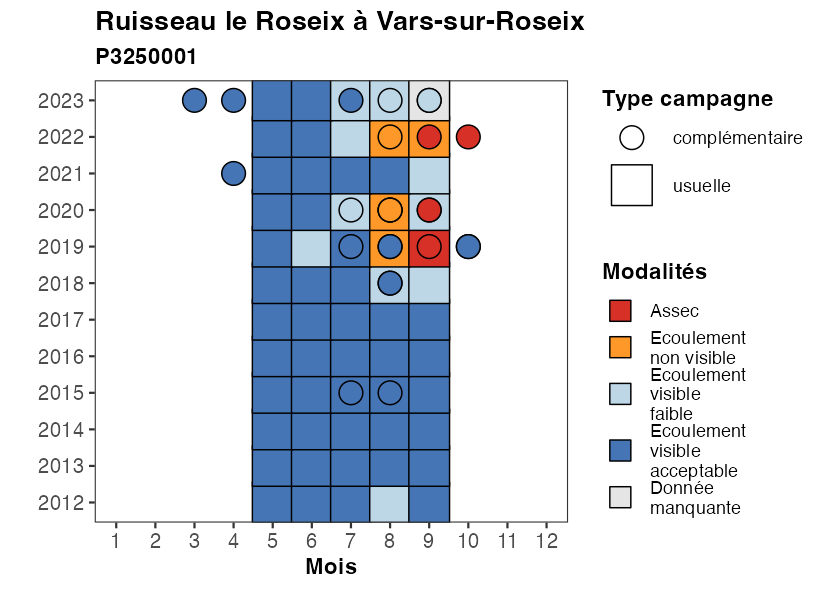 Ruisseau le Roseix à Vars-sur-Roseix
P3250001
2023
2022
2021
2020
2019
2018
2017
2016
2015
2014
2013
2012
1 2 3 4 5 6 7 8 9 10 11 12
Mois
Type campagne
complémentaire
usuelle
Modalités
Assec
Ecoulement
non visible
Ecoulement
visible
faible
Ecoulement
visible
acceptable
Donnée
manquante